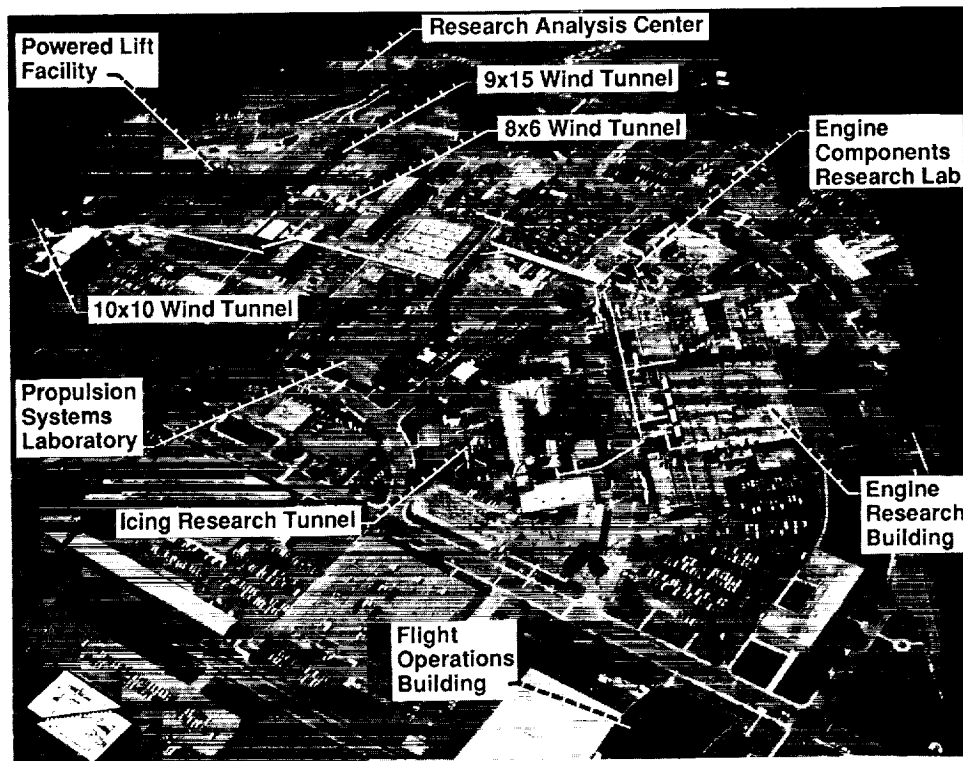 Research Analysis Center
Powered Lift
Facility
9x15 Wind Tunnel
8x6 Wind Tunnel
Engine
Components
Research Lab
10x10 Wind Tunnel
Propulsion
Systems
Laboratory
Icing Research Tunnel
Engine
Research
Building
Flight
Operations
Building